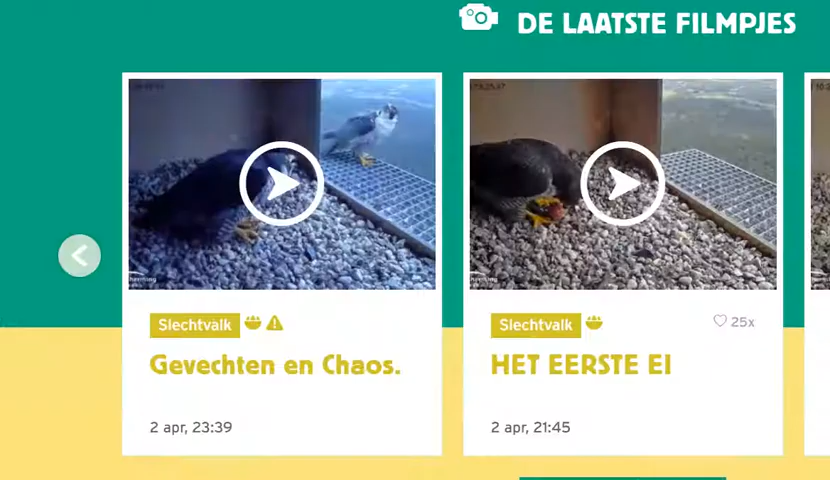 DE LAATSTE FILMPJES
Slechtvalk
Gevechten en Chaos.
2 apr, 23:39
Slechtvalk
25x
HET EERSTE EI
2 apr, 21:45